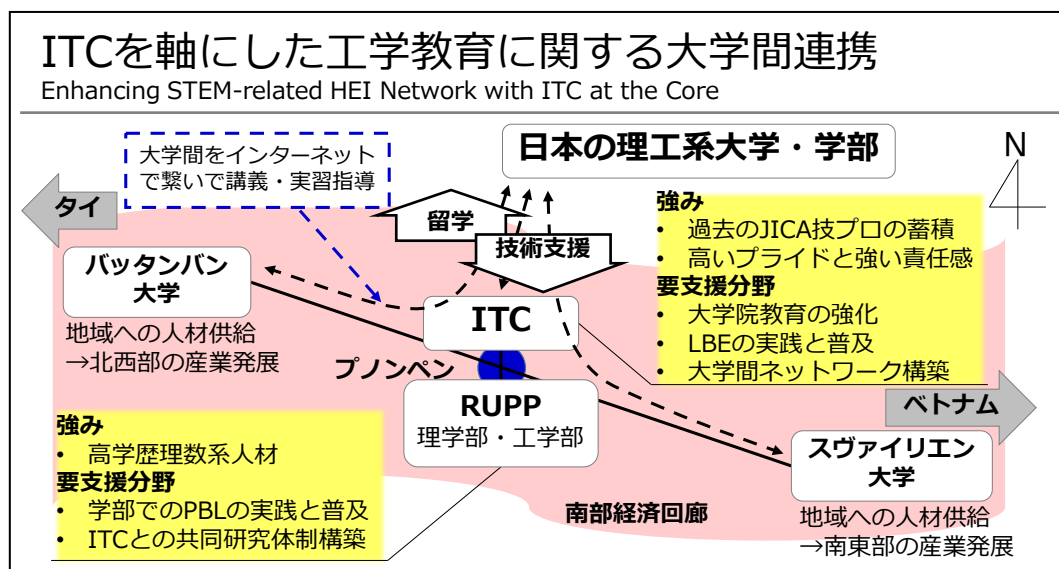 ITCを軸にした工学教育に関する大学間連携
Enhancing STEM-related HEI Network with ITC at the Core
大学間をインターネット
で繋いで講義・実習指導
日本の理工系大学・学部
N
タイ
留学
技術支援
強み
• 過去のJICA技プロの蓄積
• 高いプライドと強い責任感
要支援分野
• 大学院教育の強化
• LBEの実践と普及
• 大学間ネットワーク構築
バッタンバン
大学
地域への人材供給
→北西部の産業発展
ITC
プノンペン
RUPP
理学部・工学部
ベトナム
強み
• 高学歴理数系人材
要支援分野
• 学部でのPBLの実践と普及
• ITCとの共同研究体制構築
スヴァイリエン
大学
南部経済回廊
地域への人材供給
→南東部の産業発展